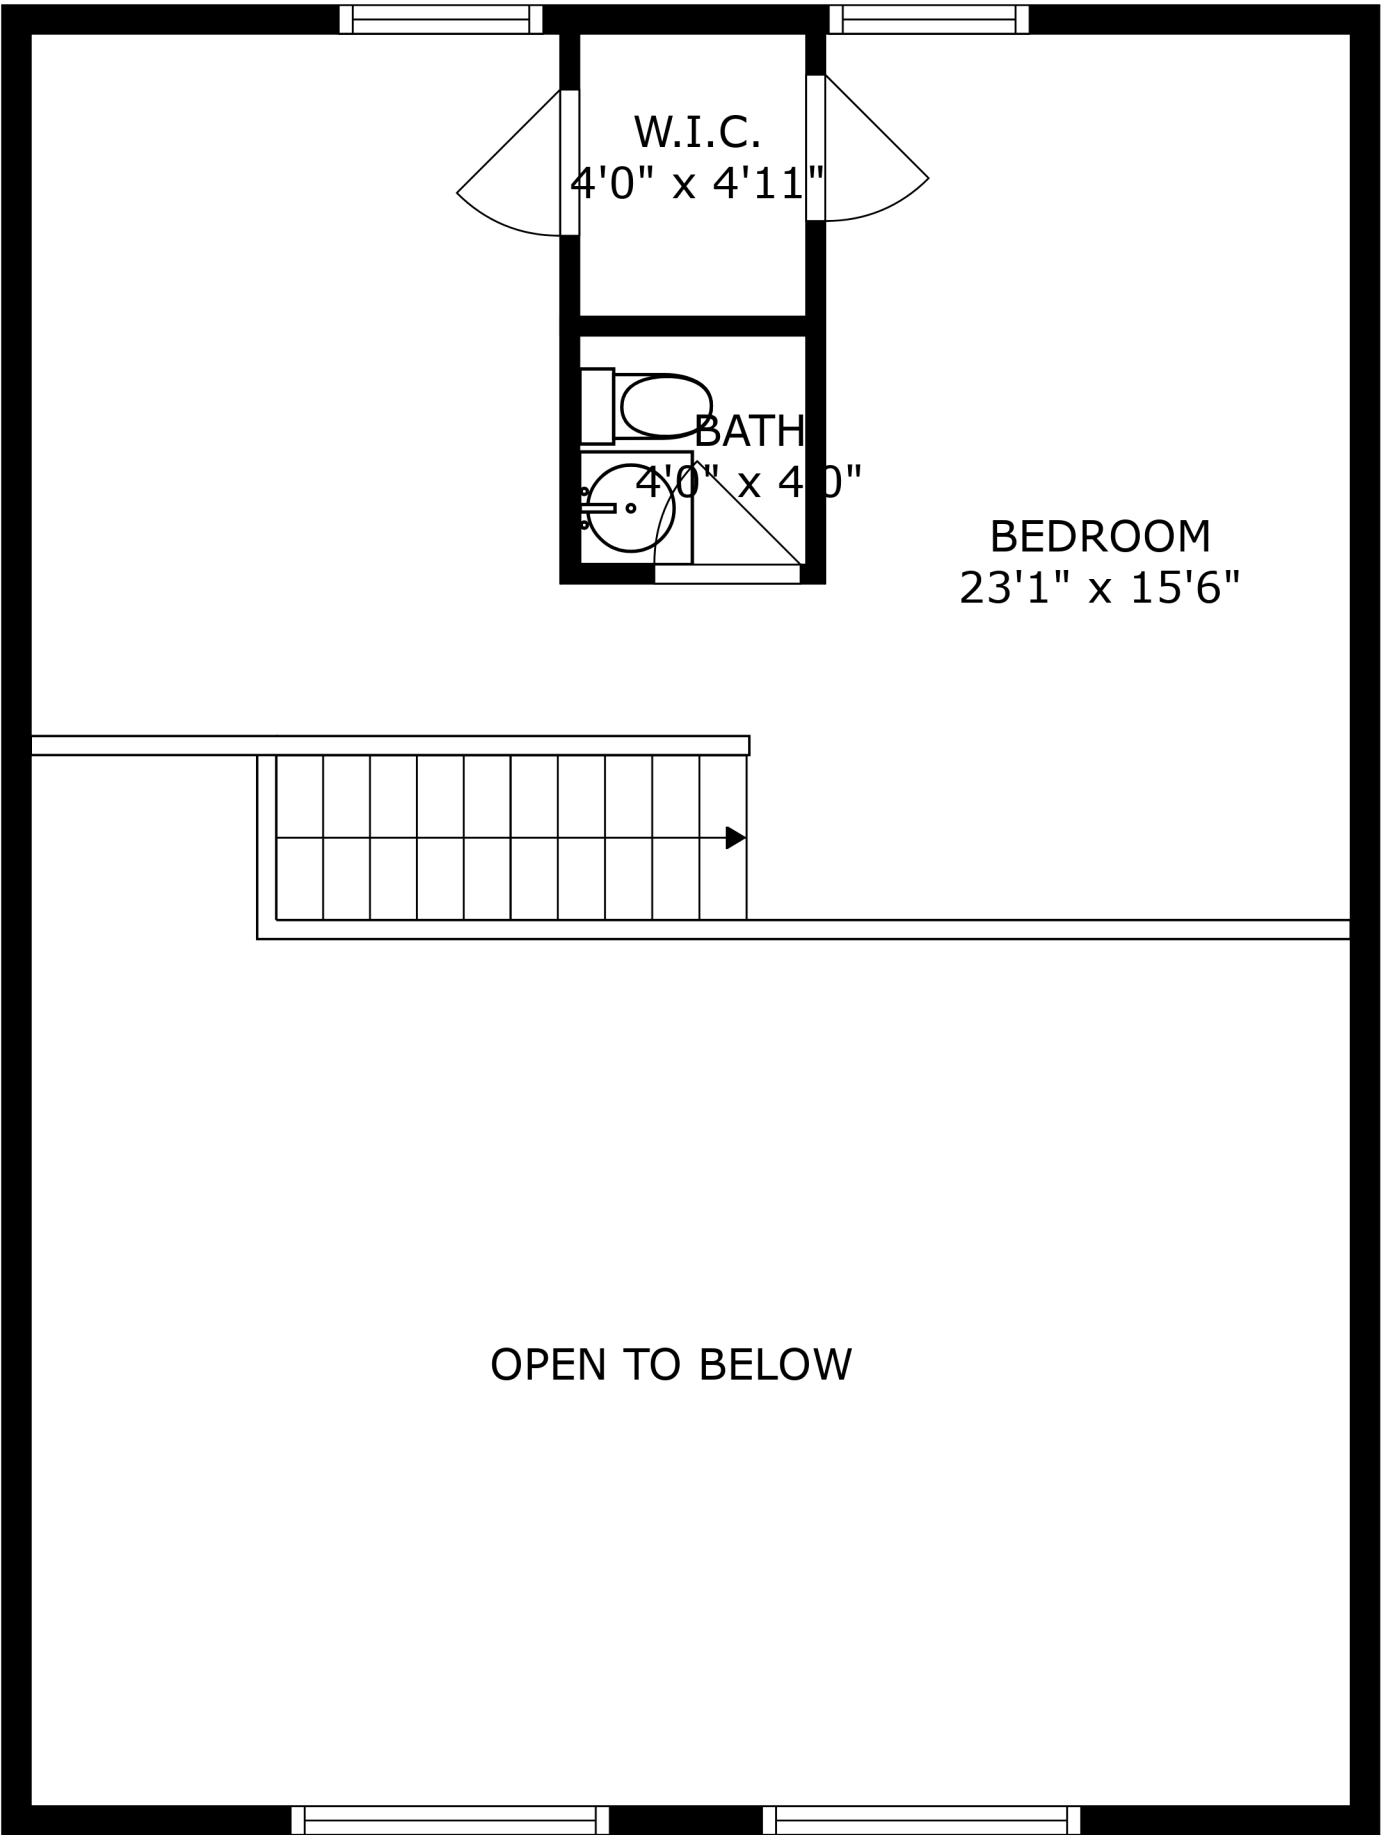 W.I.C.
4'0" x 4'11"
BATH
4'0" x 4'0"
BEDROOM
23'1" x 15'6"
OPEN TO BELOW